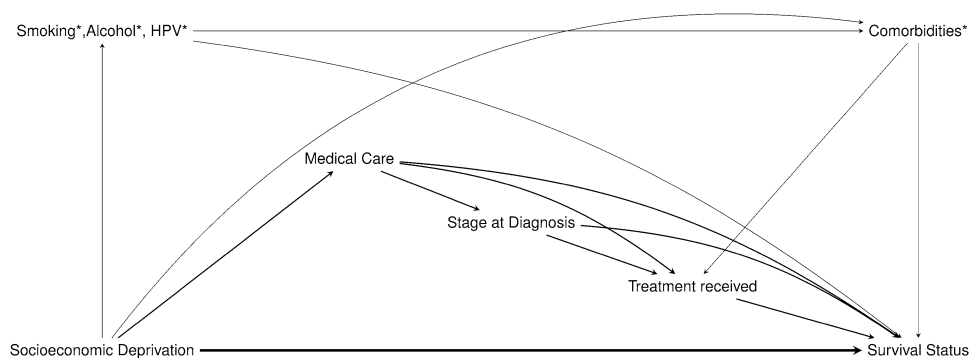 Smoking*,Alcohol*, HPV*
Comorbidities*
Medical Care
Stage at Diagnosis
Treatment received
Socioeconomic Deprivation
Survival Status